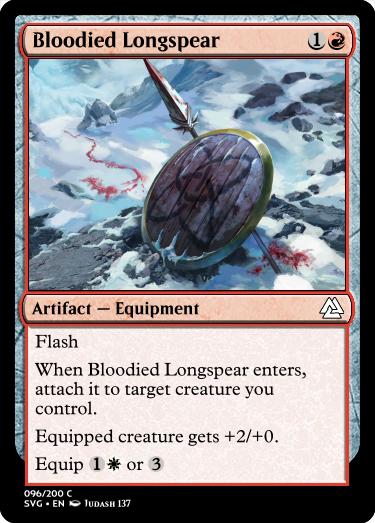 Bloodied Longspear 1
Artifact — Equipment
Flash
When Bloodied Longspear enters,
attach it to target creature you
control.
Equipped creature gets +2/+0.
Equip 1 or 3
096/200 C
SVG • EN Judash 137